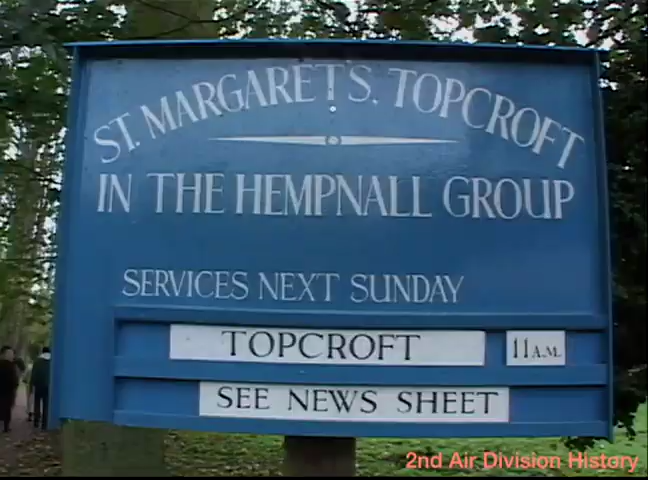 ST. MARGARET'S. TOPCROFT
IN THE HEMPNALL GROUP
SERVICES NEXT SUNDAY
TOPCROFT 11 A.M.
SEE NEWS SHEET
2nd Air Division History